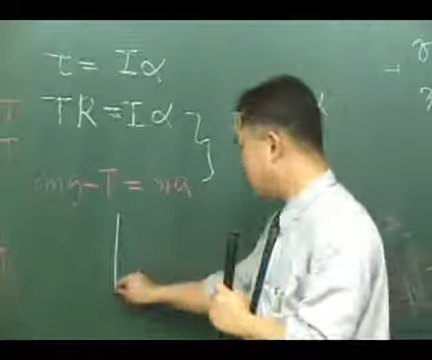 τ = Iα
TR = Iα
mg - T = ma